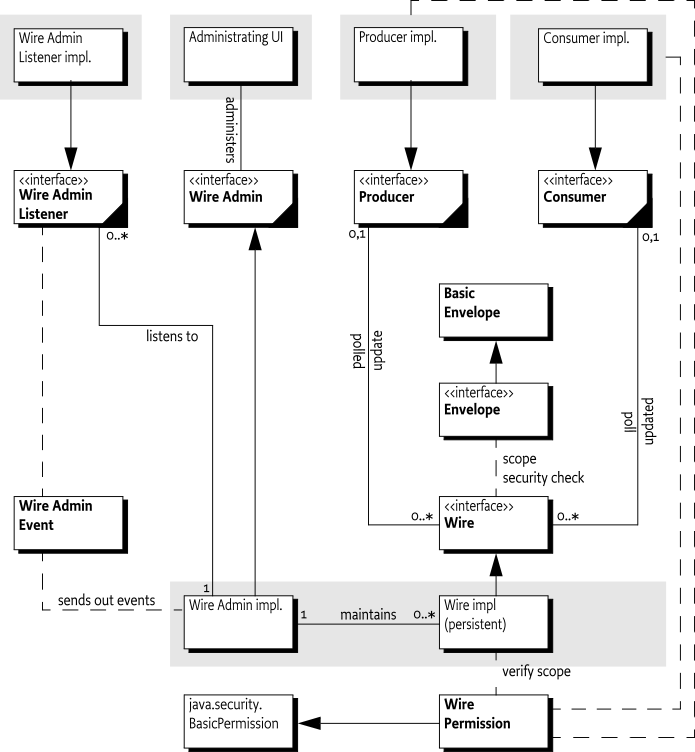 Wire Admin
Listener impl.
Administrating UI
Producer impl.
Consumer impl.
administers
<<interface>>
Wire Admin
Listener
<<interface>>
Wire Admin
<<interface>>
Producer
<<interface>>
Consumer
0..*
0,1
0,1
Basic
Envelope
listens to
polled
update
<<interface>>
Envelope
poll
updated
scope
security check
Wire Admin
Event
<<interface>>
Wire
0..*
0..*
sends out events
1
Wire Admin impl.
1
maintains
0..*
Wire impl
(persistent)
verify scope
java.security.
BasicPermission
Wire
Permission